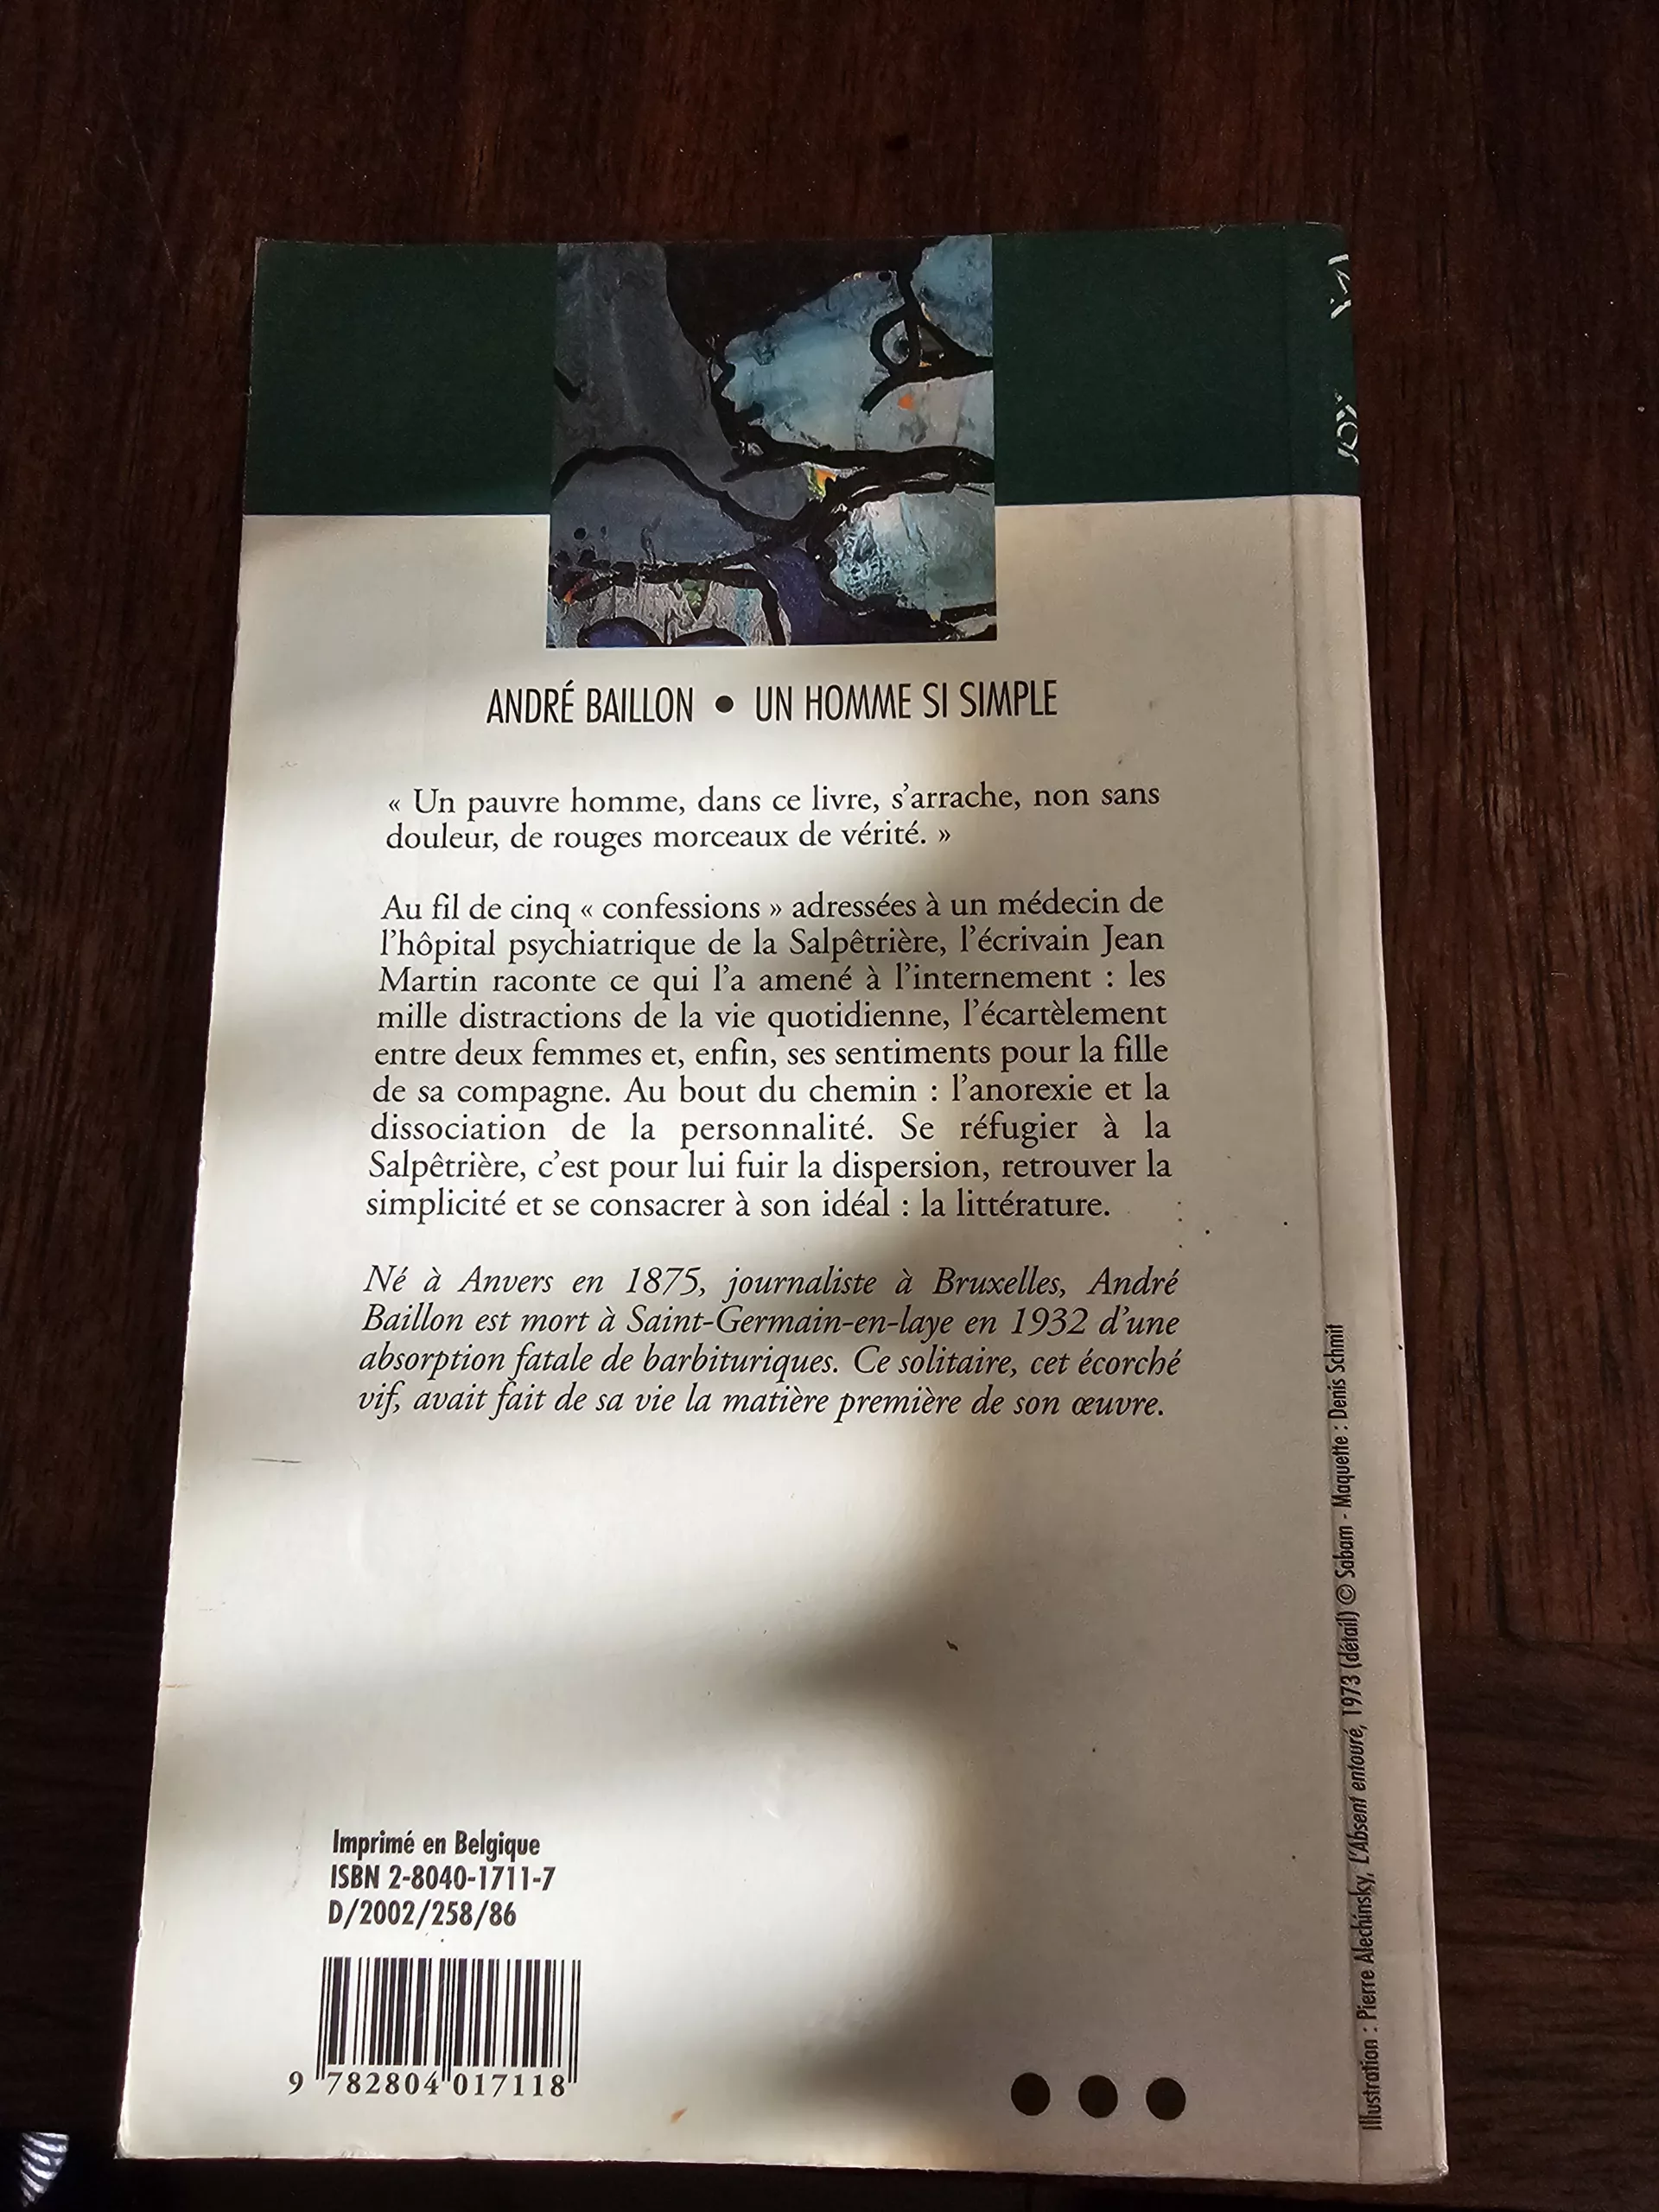 ANDRÉ BAILLON • UN HOMME SI SIMPLE
« Un pauvre homme, dans ce livre, s'arrache, non sans
douleur, de rouges morceaux de vérité. »
Au fil de cinq « confessions » adressées à un médecin de
l'hôpital psychiatrique de la Salpêtrière, l'écrivain Jean
Martin raconte ce qui l'a amené à l'internement : les
mille distractions de la vie quotidienne, l'écartèlement
entre deux femmes et, enfin, ses sentiments pour la fille
de sa compagne. Au bout du chemin : l'anorexie et la
dissociation de la personnalité. Se réfugier à la
Salpêtrière, c'est pour lui fuir la dispersion, retrouver la
simplicité et se consacrer à son idéal : la littérature.
Né à Anvers en 1875, journaliste à Bruxelles, André
Baillon est mort à Saint-Germain-en-laye en 1932 d'une
absorption fatale de barbituriques. Ce solitaire, cet écorché
vif, avait fait de sa vie la matière première de son œuvre.
Imprimé en Belgique
ISBN 2-8040-1711-7
D/2002/258/86
9 782804 017118
Illustration : Pierre Alechinsky, L'Absent entouré, 1973 (détail) © Sabam - Maquette : Denis Schmit